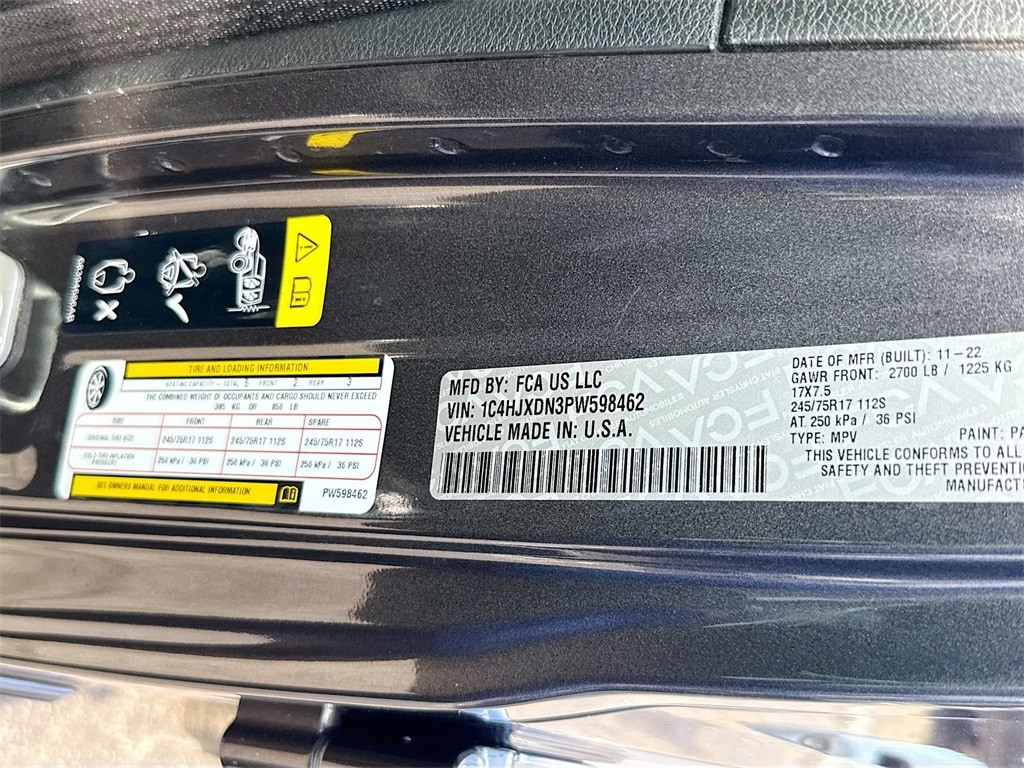 TIRE AND LOADING INFORMATION
SEATING CAPACITY - TOTAL 5 FRONT 2 REAR 3
THE COMBINED WEIGHT OF OCCUPANTS AND CARGO SHOULD NEVER EXCEED
385 KG OR 850 LB
TIRE FRONT REAR SPARE
ORIGINAL TIRE SIZE 245/75R17 112S 245/75R17 112S 245/75R17 112S
COLD TIRE INFLATION PRESSURE 250 kPa / 36 PSI 250 kPa / 36 PSI 250 kPa / 36 PSI
SEE OWNERS MANUAL FOR ADDITIONAL INFORMATION
PW598462
MFD BY: FCA US LLC
VIN: 1C4HJXDN3PW598462
VEHICLE MADE IN: U.S.A.
DATE OF MFR (BUILT): 11-22
GAWR FRONT: 2700 LB / 1225 KG
17X7.5
245/75R17 112S
AT. 250 kPa / 36 PSI
TYPE: MPV PAINT: PA
THIS VEHICLE CONFORMS TO ALL
SAFETY AND THEFT PREVENTIO
MANUFACT